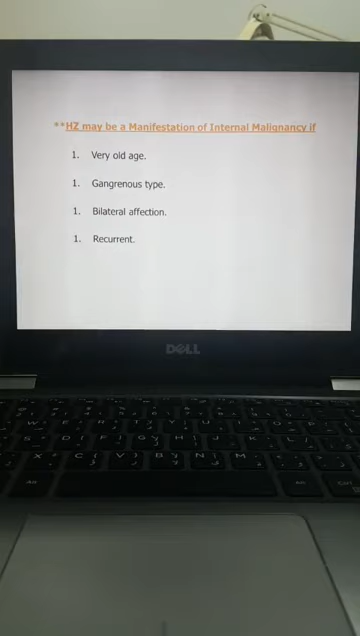 **HZ may be a Manifestation of Internal Malignancy if
1. Very old age.
1. Gangrenous type.
1. Bilateral affection.
1. Recurrent.
DELL